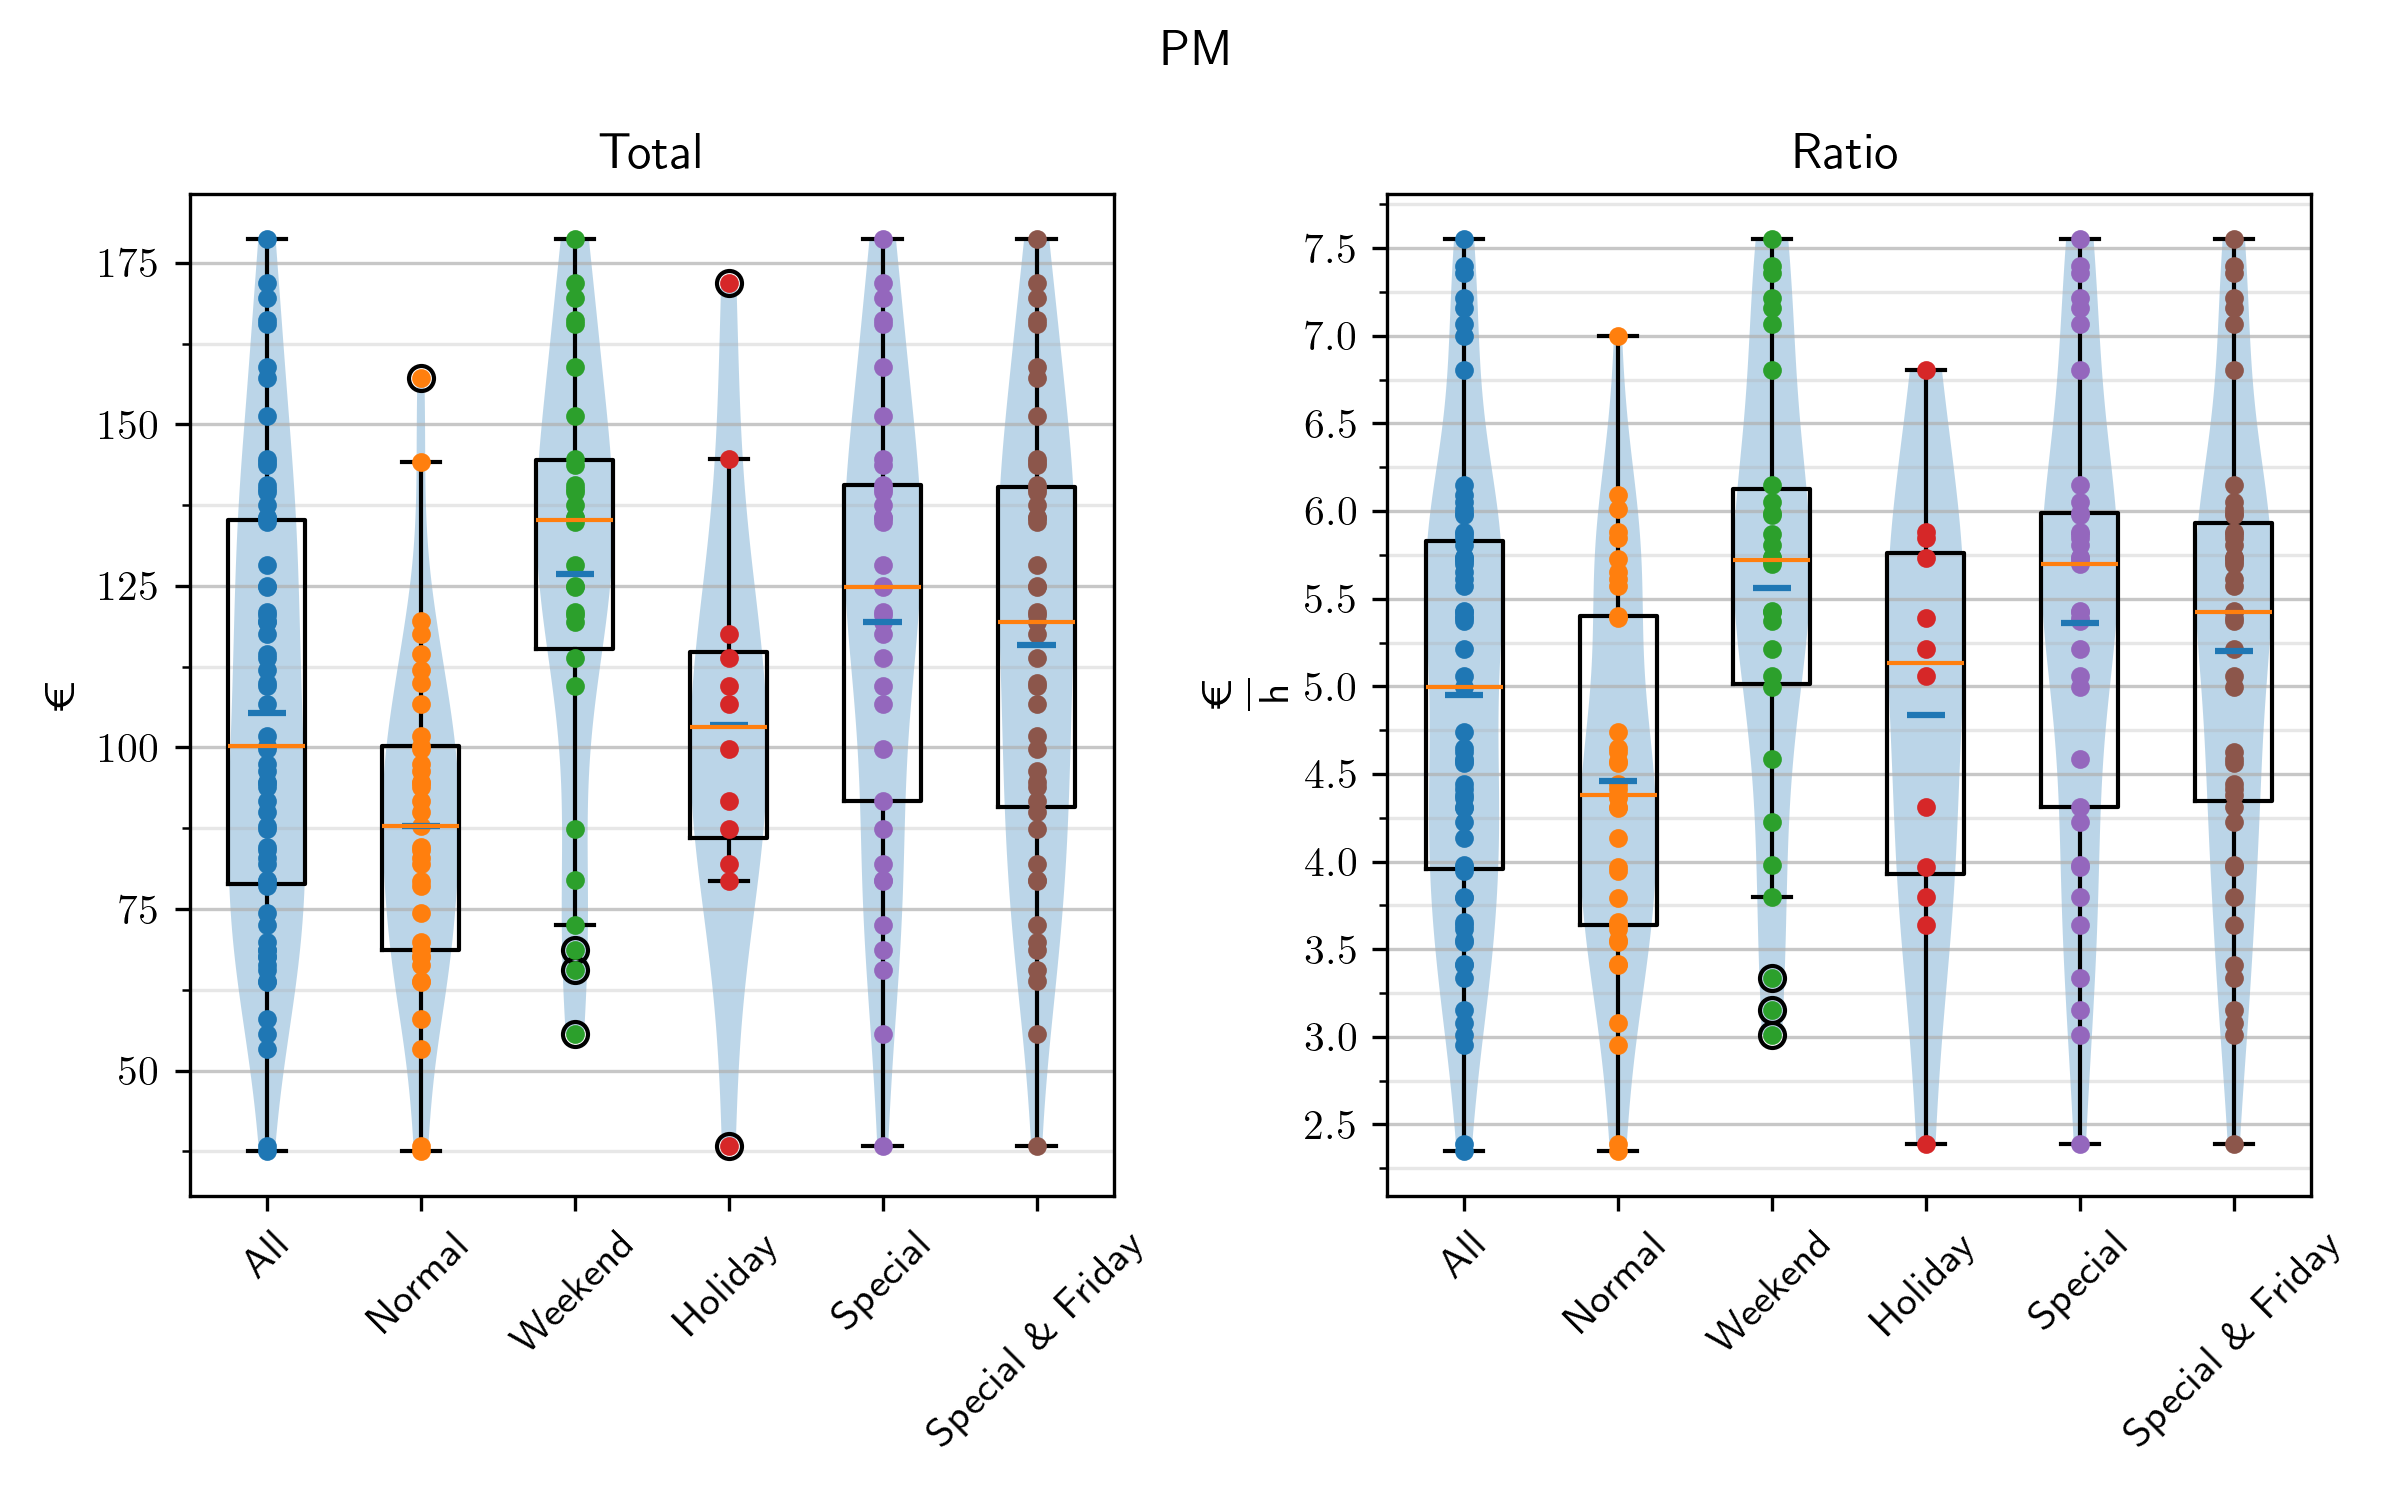 PM
Total
Ratio
175
150
125
100
75
50
€
All
Normal
Weekend
Holiday
Special
Special & Friday
7.5
7.0
6.5
6.0
5.5
5.0
4.5
4.0
3.5
3.0
2.5
€
h
All
Normal
Weekend
Holiday
Special
Special & Friday